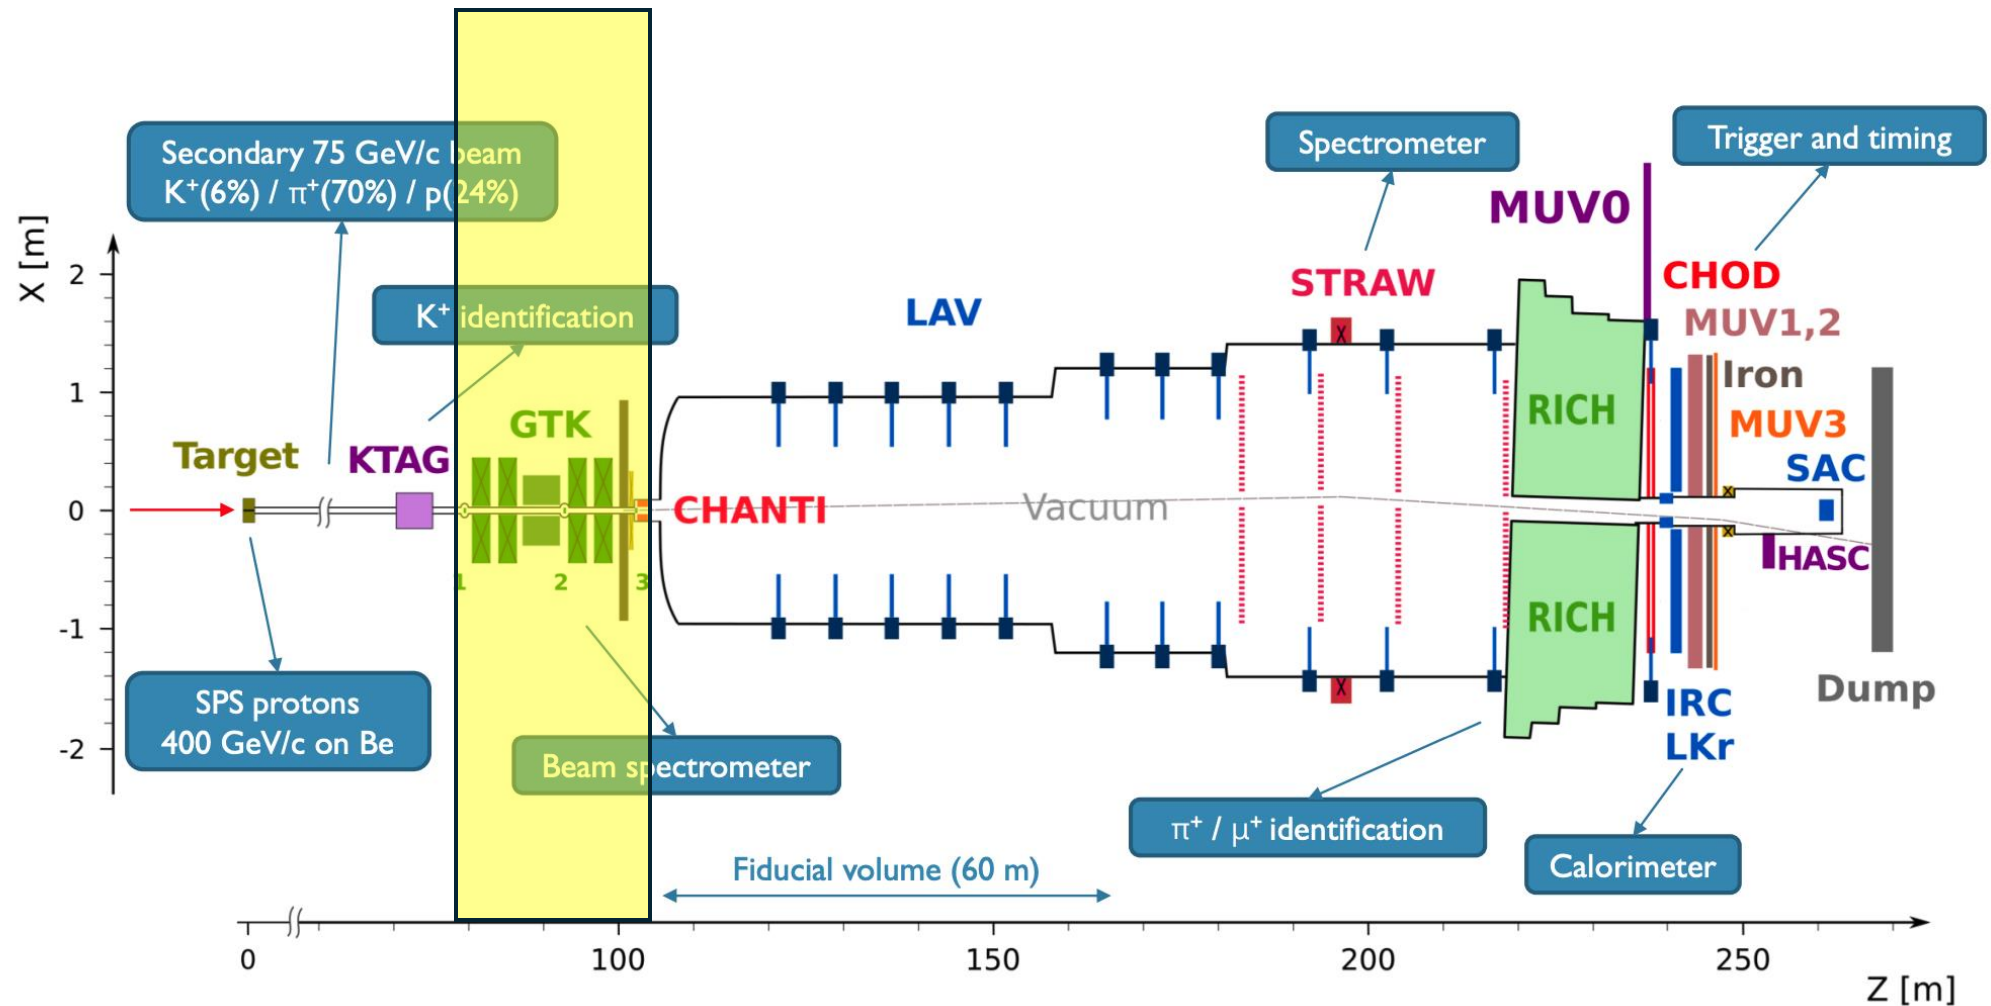 Secondary 75 GeV/c beam
K⁺(6%) / π⁺(70%) / p(24%)
Spectrometer
Trigger and timing
MUV0
X [m]
2
K⁺ identification
LAV
STRAW
CHOD
MUV1,2
Iron
1
GTK
RICH
MUV3
Target
KTAG
SAC
0
CHANTI
Vacuum
HASC
1
2
3
-1
RICH
SPS protons
400 GeV/c on Be
IRC
LKr
Dump
-2
Beam spectrometer
π⁺ / μ⁺ identification
Calorimeter
Fiducial volume (60 m)
0
100
150
200
250
Z [m]